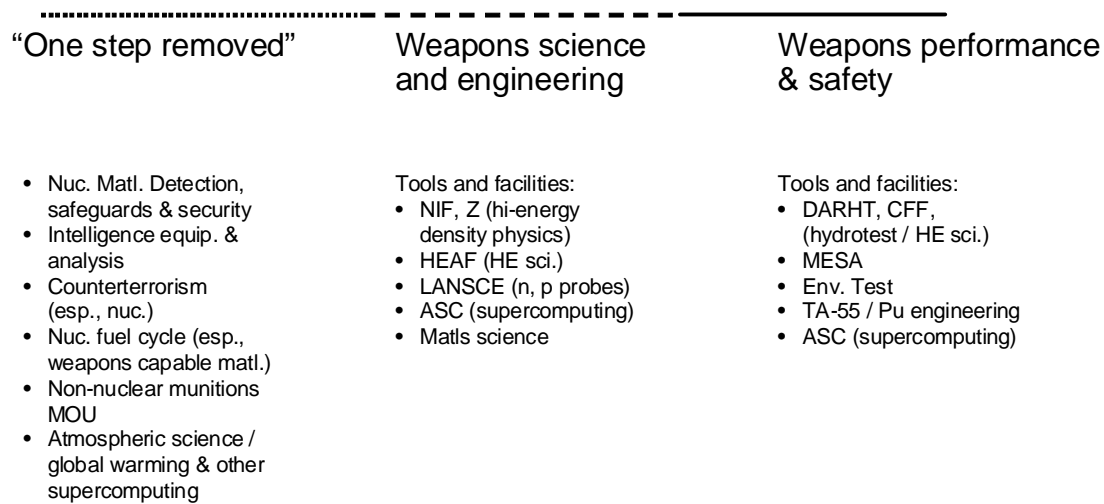 “One step removed”
• Nuc. Matl. Detection,
safeguards & security
• Intelligence equip. &
analysis
• Counterterrorism
(esp., nuc.)
• Nuc. fuel cycle (esp.,
weapons capable matl.)
• Non-nuclear munitions
MOU
• Atmospheric science /
global warming & other
supercomputing
Weapons science
and engineering
Tools and facilities:
• NIF, Z (hi-energy
density physics)
• HEAF (HE sci.)
• LANSCE (n, p probes)
• ASC (supercomputing)
• Matls science
Weapons performance
& safety
Tools and facilities:
• DARHT, CFF,
(hydrotest / HE sci.)
• MESA
• Env. Test
• TA-55 / Pu engineering
• ASC (supercomputing)